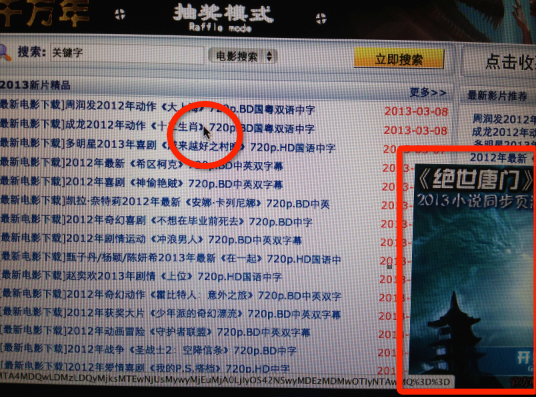 千万年
抽奖模式
Raffle mode
搜索: 关键字
电影搜索
立即搜索
点击收
2013新片精品
更多>>
最新影片推荐
最新电影下载]周润发2012年动作《大上海》720p.BD国粤双语中字
2013-03-08
周润发2012年
最新电影下载]成龙2012年动作《十二生肖》720p.BD国粤双语中字
2013-03-08
成龙2012年动
最新电影下载]多明星2013年喜剧《越来越好之村晚》720p.HD国语中字
多明星2013年
最新电影下载]2012年最新《希区柯克》720p.BD中英双字幕
2012年最新《
最新电影下载]2012年喜剧《神偷艳贼》720p.BD中英双字幕
[最新电影下载]凯拉·奈特莉2012年最新《安娜·卡列尼娜》720p.BD中英
[最新电影下载]2012年奇幻喜剧《不想在毕业前死去》720p.BD中字
[最新电影下载]2012年剧情运动《冲浪男人》720p.BD中英双字幕
[最新电影下载]甄子丹/杨颖/陈妍希2013年最新《在一起》720p.HD国语中
[最新电影下载]赵奕欢2013年剧情《上位》720p.HD国语中字
[最新电影下载]2012年奇幻动作《霍比特人：意外之旅》720p.BD中英双字幕
[最新电影下载]2012年获奖大片《少年派的奇幻漂流》720p.BD中英双字幕
[最新电影下载]2012年动画冒险《守护者联盟》720p.BD中英双字幕
[最新电影下载]2012年战争《圣战士2：空降信条》720p.BD中字
[最新电影下载]2012年爱情喜剧《我的P.S.搭档》720p.HD中字
《绝世唐门》
2013小说同步页游
开